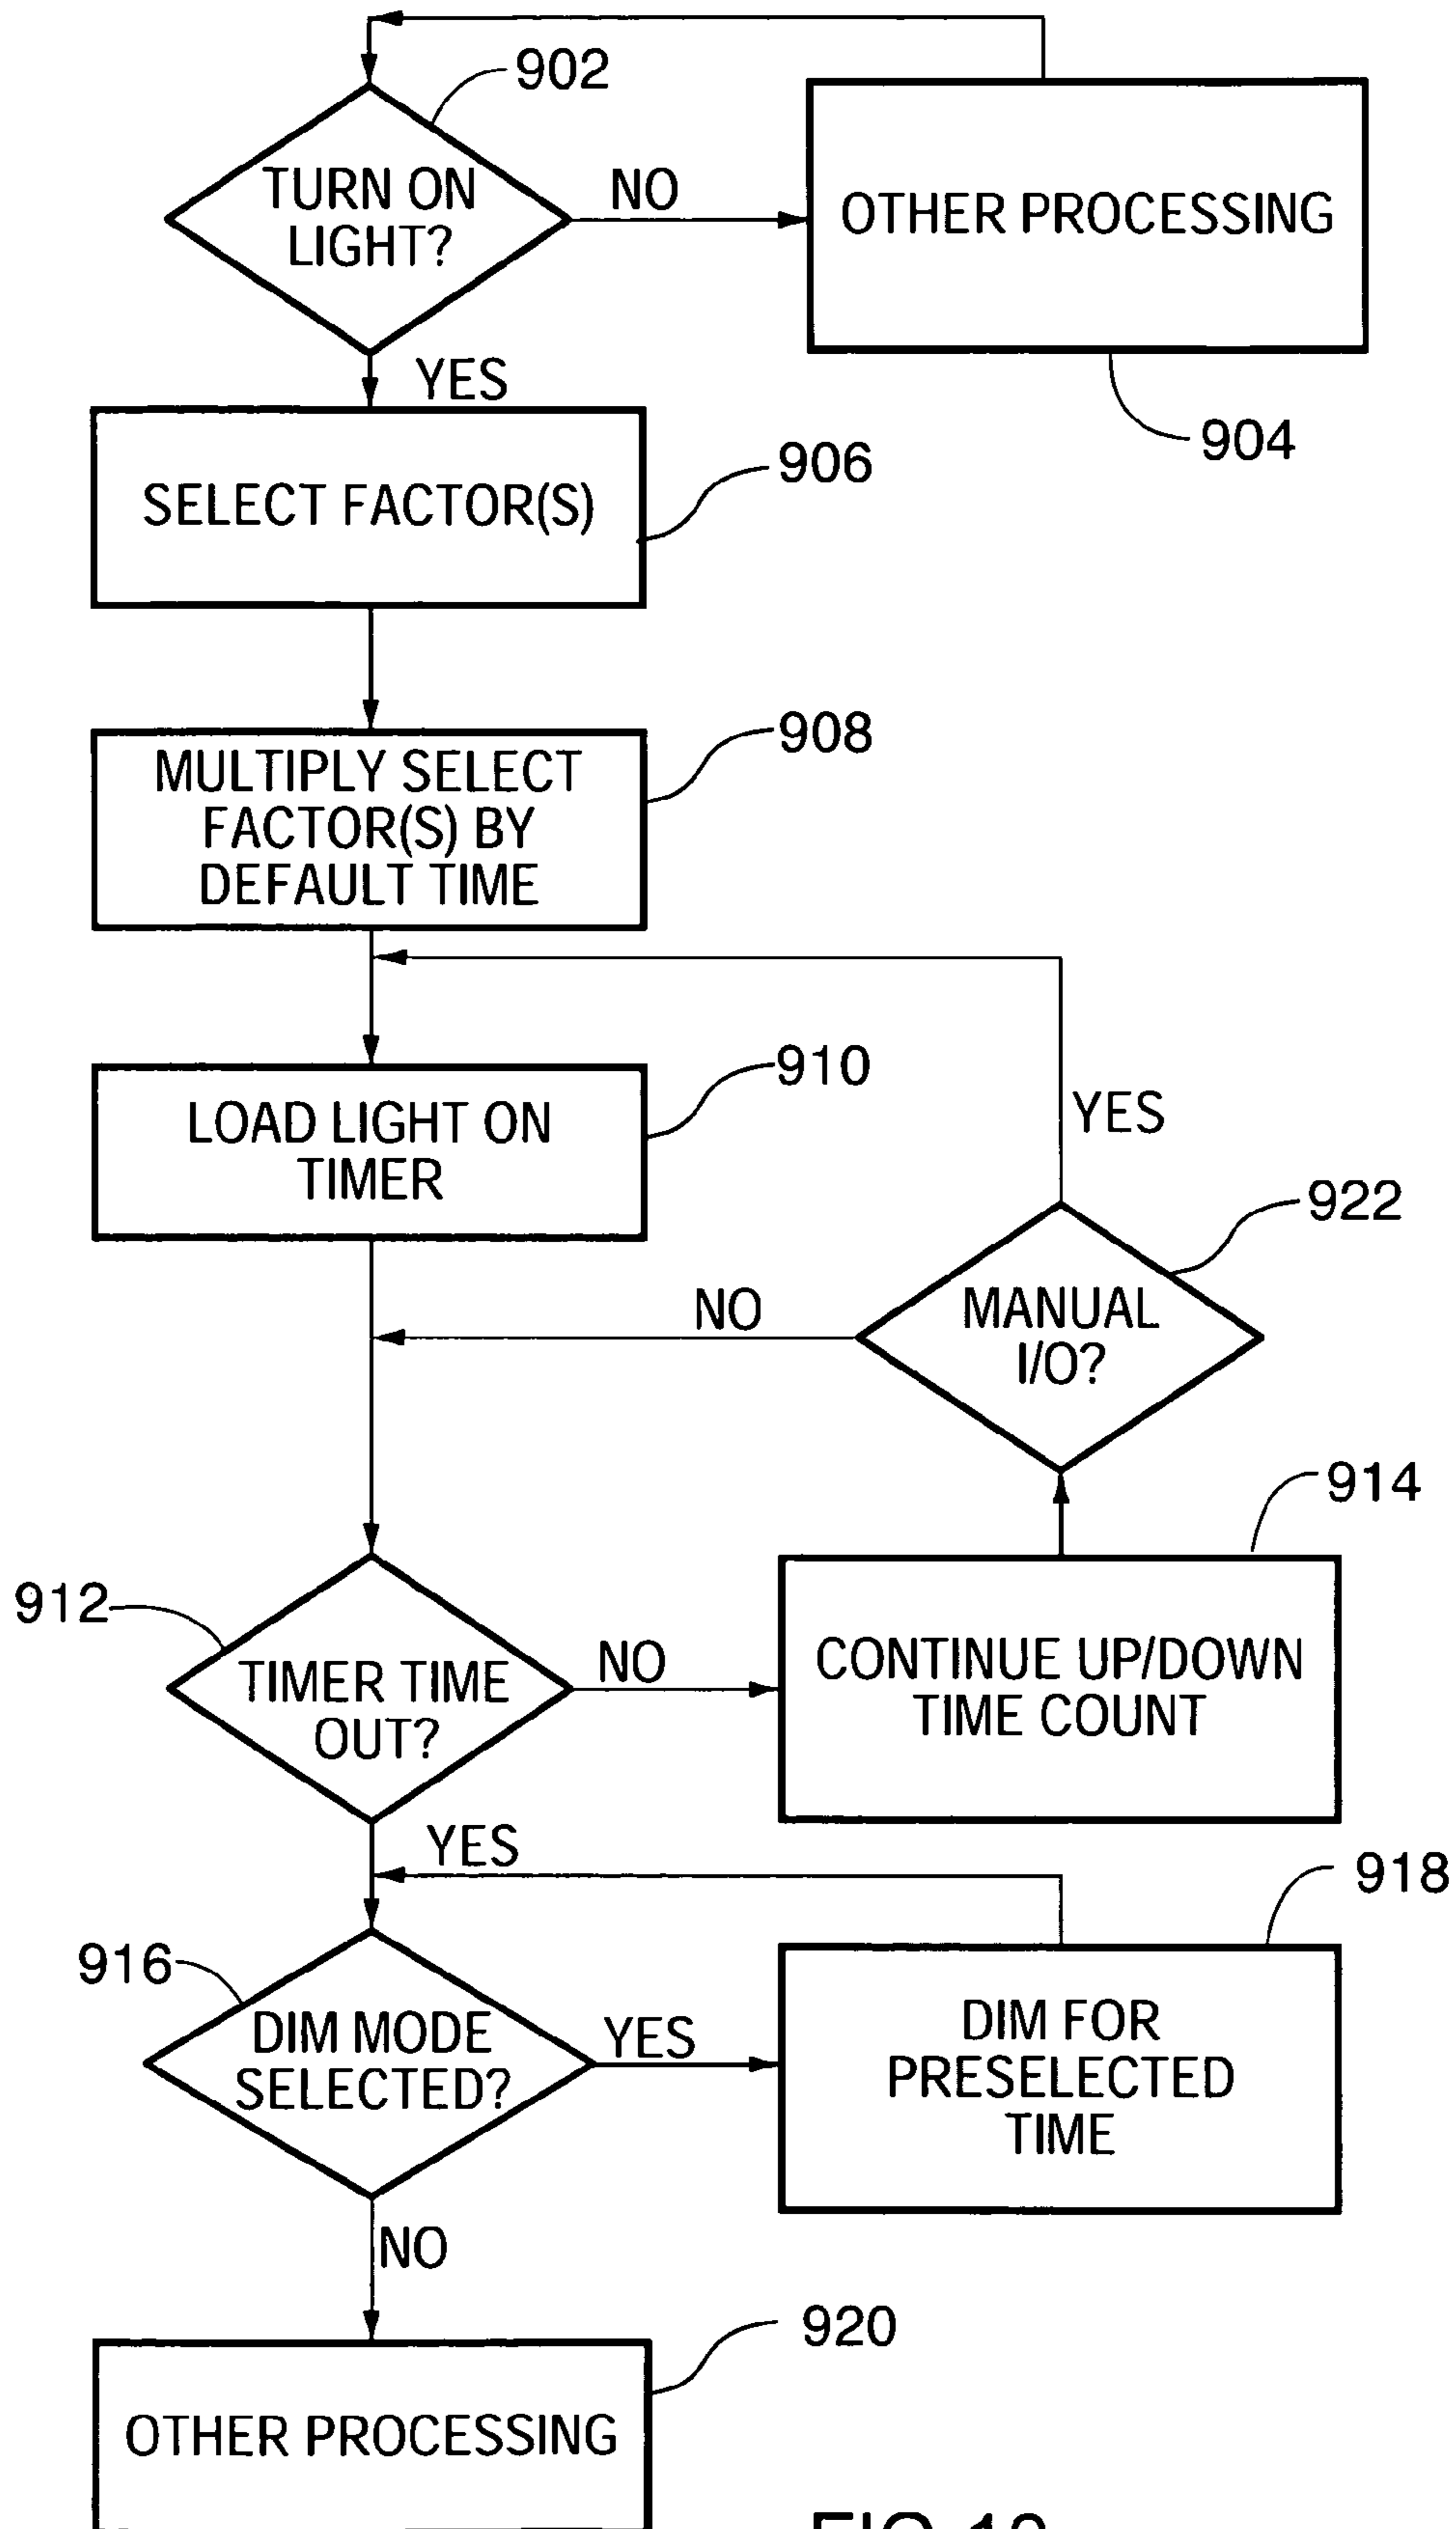 902
TURN ON
LIGHT?
NO
OTHER PROCESSING
904
YES
SELECT FACTOR(S)
906
MULTIPLY SELECT
FACTOR(S) BY
DEFAULT TIME
908
LOAD LIGHT ON
TIMER
910
YES
922
MANUAL
I/O?
NO
914
912
TIMER TIME
OUT?
NO
CONTINUE UP/DOWN
TIME COUNT
YES
918
916
DIM MODE
SELECTED?
YES
DIM FOR
PRESELECTED
TIME
NO
920
OTHER PROCESSING